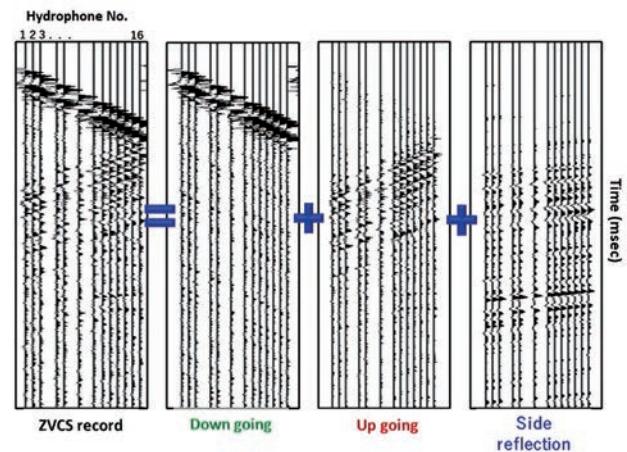 Hydrophone No.
1 2 3 . . . 16
=
+
+
Time (msec)
ZVCS record
Down going
Up going
Side
reflection